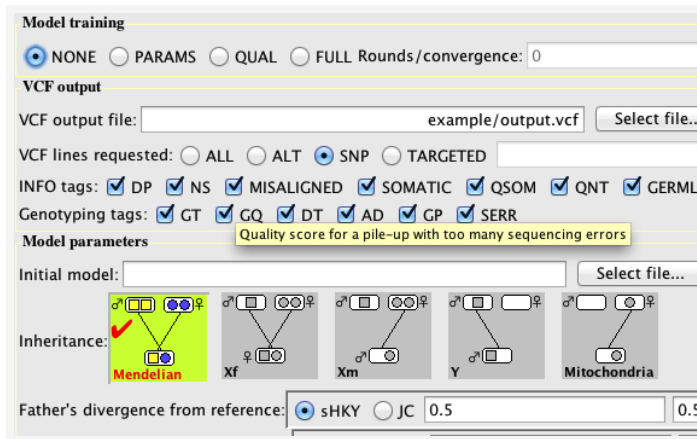 Model training
NONE PARAMS QUAL FULL Rounds/convergence: 0
VCF output
VCF output file: example/output.vcf Select file..
VCF lines requested: ALL ALT SNP TARGETED
INFO tags: DP NS MISALIGNED SOMATIC QSOM QNT GERML
Genotyping tags: GT GQ DT AD GP SERR
Quality score for a pile-up with too many sequencing errors
Model parameters
Initial model: Select file...
Inheritance:
♂ ♀ ♂ ♀ ♂ ♀ ♂ ♀ ♂ ♀
♀ ♂ ♂
Mendelian Xf Xm Y Mitochondria
Father's divergence from reference: sHKY JC 0.5 0.5